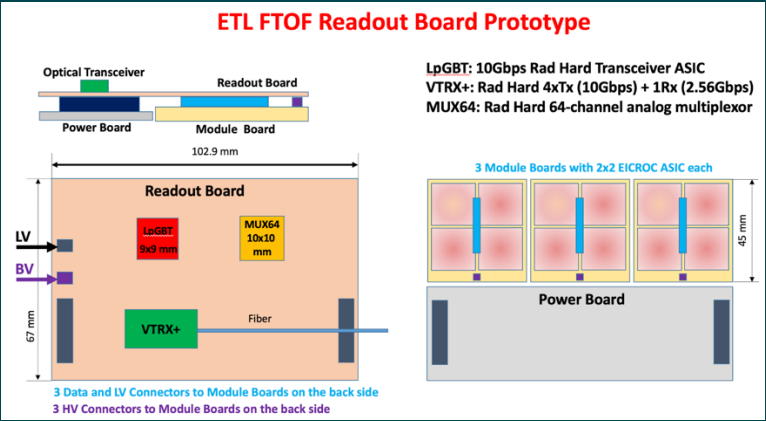 ETL FTOF Readout Board Prototype
Optical Transceiver
Readout Board
Power Board
Module Board
LpGBT: 10Gbps Rad Hard Transceiver ASIC
VTRX+: Rad Hard 4xTx (10Gbps) + 1Rx (2.56Gbps)
MUX64: Rad Hard 64-channel analog multiplexor
102.9 mm
Readout Board
LpGBT
9x9 mm
MUX64
10x10
mm
LV
BV
67 mm
VTRX+
Fiber
3 Data and LV Connectors to Module Boards on the back side
3 HV Connectors to Module Boards on the back side
3 Module Boards with 2x2 EICROC ASIC each
45 mm
Power Board